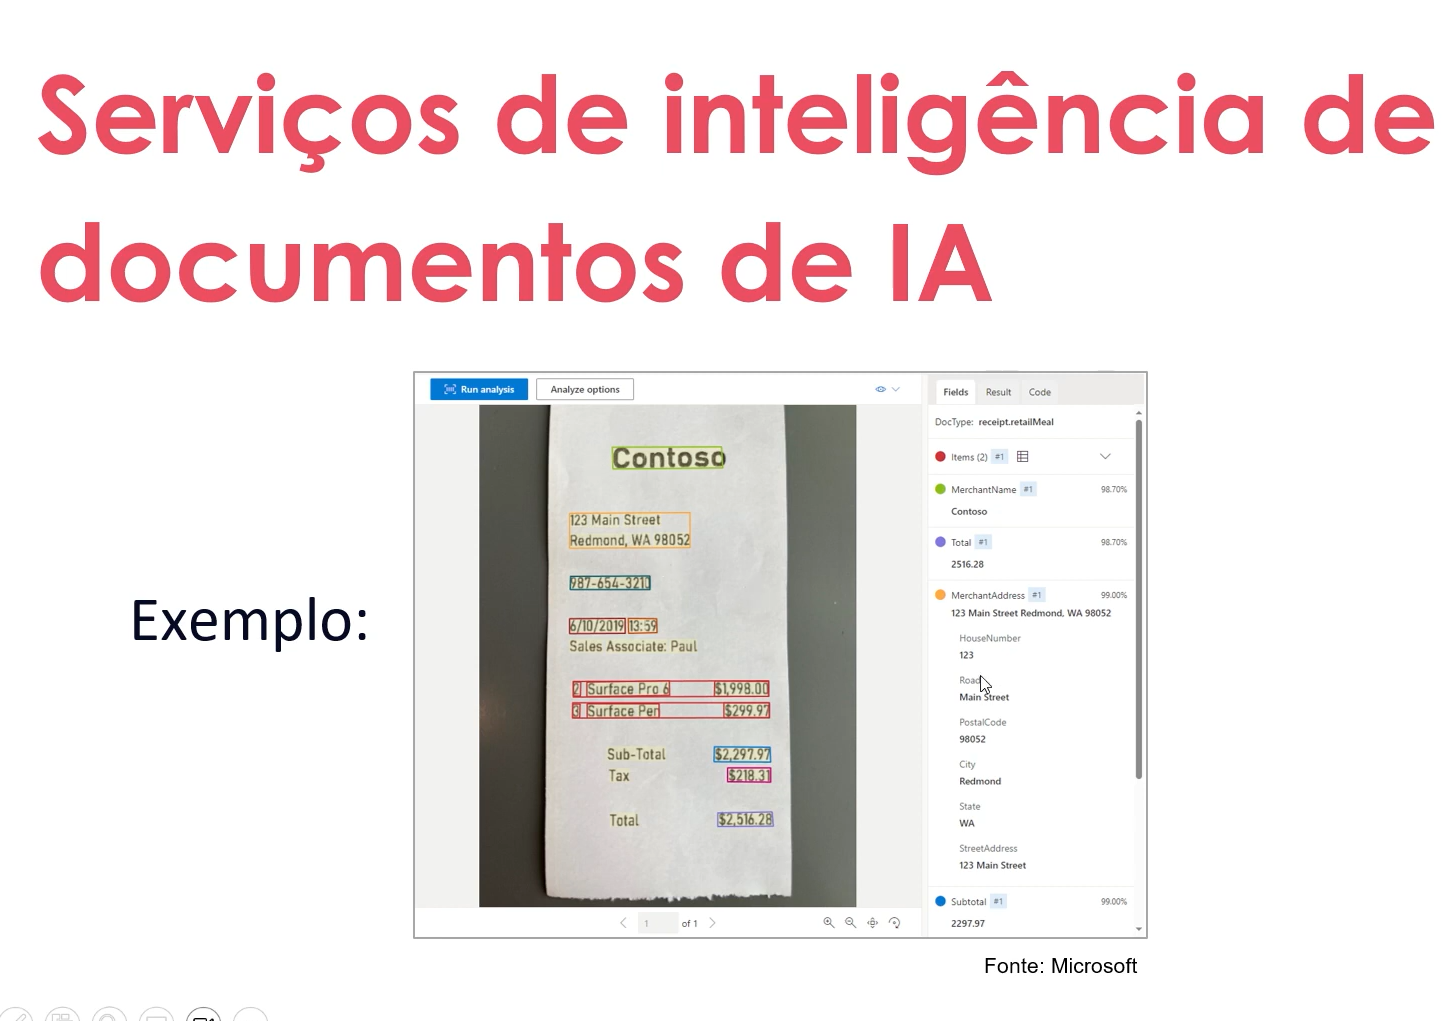 Serviços de inteligência de
documentos de IA
Exemplo:
Run analysis
Analyze options
Contoso
123 Main Street
Redmond, WA 98052
987-654-3210
6/10/2019 13:59
Sales Associate: Paul
2 Surface Pro 6 $1,998.00
3 Surface Pen $299.97
Sub-Total $2,297.97
Tax $218.31
Total $2,516.28
1 of 1
Fields Result Code
DocType: receipt.retailMeal
Items (2) #1
MerchantName #1 98.70%
Contoso
Total #1 98.70%
2516.28
MerchantAddress #1 99.00%
123 Main Street Redmond, WA 98052
HouseNumber
123
Road
Main Street
PostalCode
98052
City
Redmond
State
WA
StreetAddress
123 Main Street
Subtotal #1 99.00%
2297.97
Fonte: Microsoft